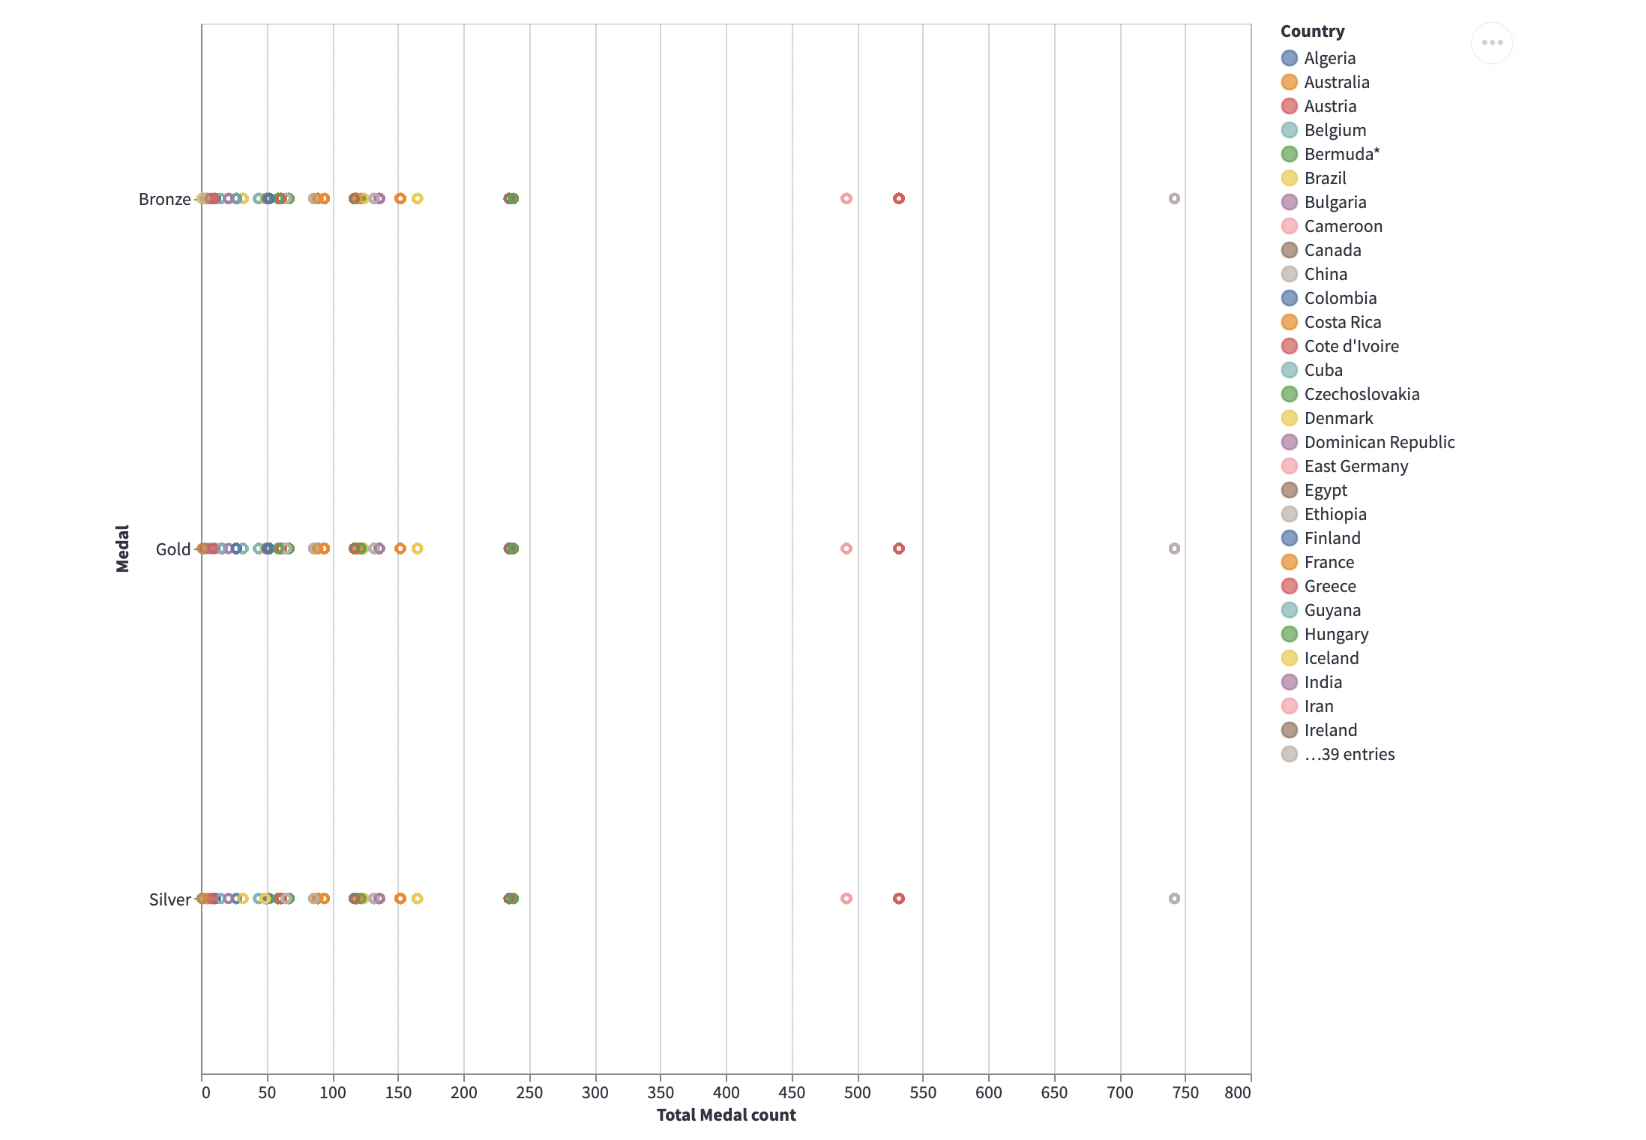 Country
Algeria
Australia
Austria
Belgium
Bermuda*
Brazil
Bulgaria
Cameroon
Canada
China
Colombia
Costa Rica
Cote d'Ivoire
Cuba
Czechoslovakia
Denmark
Dominican Republic
East Germany
Egypt
Ethiopia
Finland
France
Greece
Guyana
Hungary
Iceland
India
Iran
Ireland
…39 entries
Medal
Bronze
Gold
Silver
0 50 100 150 200 250 300 350 400 450 500 550 600 650 700 750 800
Total Medal count